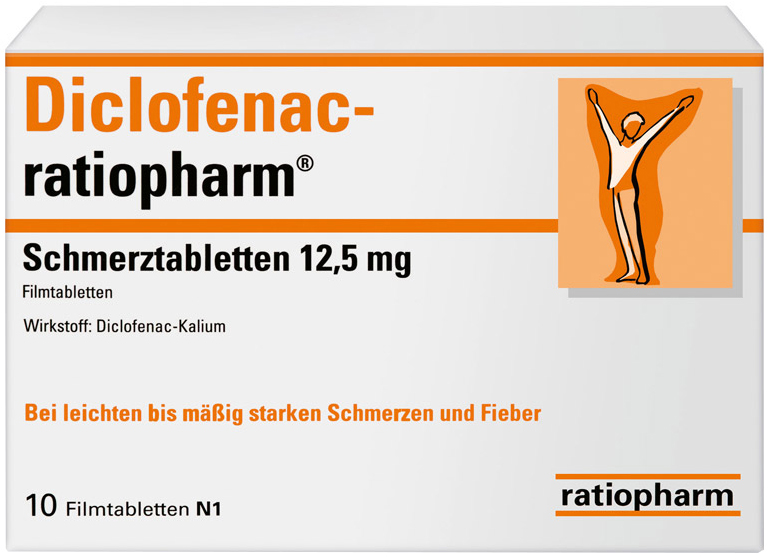 Diclofenac-
ratiopharm®
Schmerztabletten 12,5 mg
Filmtabletten
Wirkstoff: Diclofenac-Kalium
Bei leichten bis mäßig starken Schmerzen und Fieber
10 Filmtabletten N1
ratiopharm